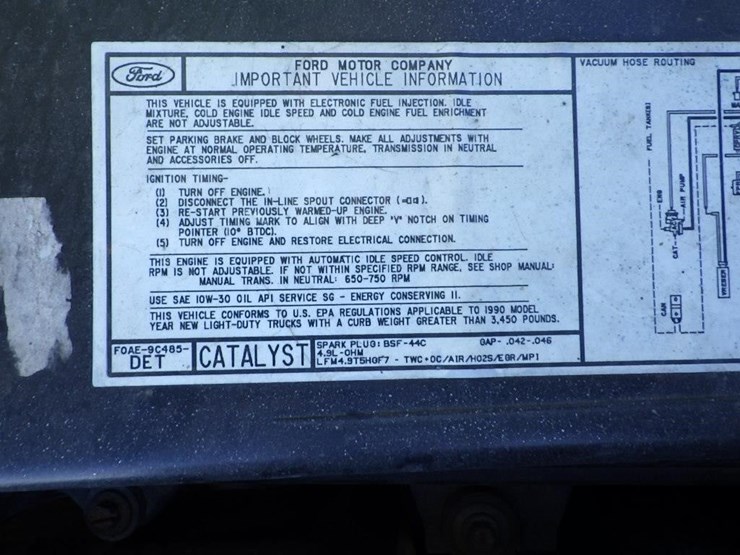 Ford
FORD MOTOR COMPANY
IMPORTANT VEHICLE INFORMATION
THIS VEHICLE IS EQUIPPED WITH ELECTRONIC FUEL INJECTION. IDLE
MIXTURE, COLD ENGINE IDLE SPEED AND COLD ENGINE FUEL ENRICHMENT
ARE NOT ADJUSTABLE.
SET PARKING BRAKE AND BLOCK WHEELS. MAKE ALL ADJUSTMENTS WITH
ENGINE AT NORMAL OPERATING TEMPERATURE, TRANSMISSION IN NEUTRAL
AND ACCESSORIES OFF.
IGNITION TIMING-
(1) TURN OFF ENGINE.
(2) DISCONNECT THE IN-LINE SPOUT CONNECTOR ( ).
(3) RE-START PREVIOUSLY WARMED-UP ENGINE.
(4) ADJUST TIMING MARK TO ALIGN WITH DEEP "V" NOTCH ON TIMING
POINTER (10° BTDC).
(5) TURN OFF ENGINE AND RESTORE ELECTRICAL CONNECTION.
THIS ENGINE IS EQUIPPED WITH AUTOMATIC IDLE SPEED CONTROL. IDLE
RPM IS NOT ADJUSTABLE. IF NOT WITHIN SPECIFIED RPM RANGE, SEE SHOP MANUAL:
MANUAL TRANS. IN NEUTRAL: 650-750 RPM
USE SAE 10W-30 OIL API SERVICE SG - ENERGY CONSERVING II.
THIS VEHICLE CONFORMS TO U.S. EPA REGULATIONS APPLICABLE TO 1990 MODEL
YEAR NEW LIGHT-DUTY TRUCKS WITH A CURB WEIGHT GREATER THAN 3,450 POUNDS.
F0AE-9C485-
DET
CATALYST
SPARK PLUG: BSF-44C GAP- .042-.046
4.9L-OHM
LFM4.9T5HGF7 - TWC+OC/AIR/HO2S/EGR/MPI
VACUUM HOSE ROUTING
FUEL TANK(S)
ENG
AIR PUMP
CAT
CAN